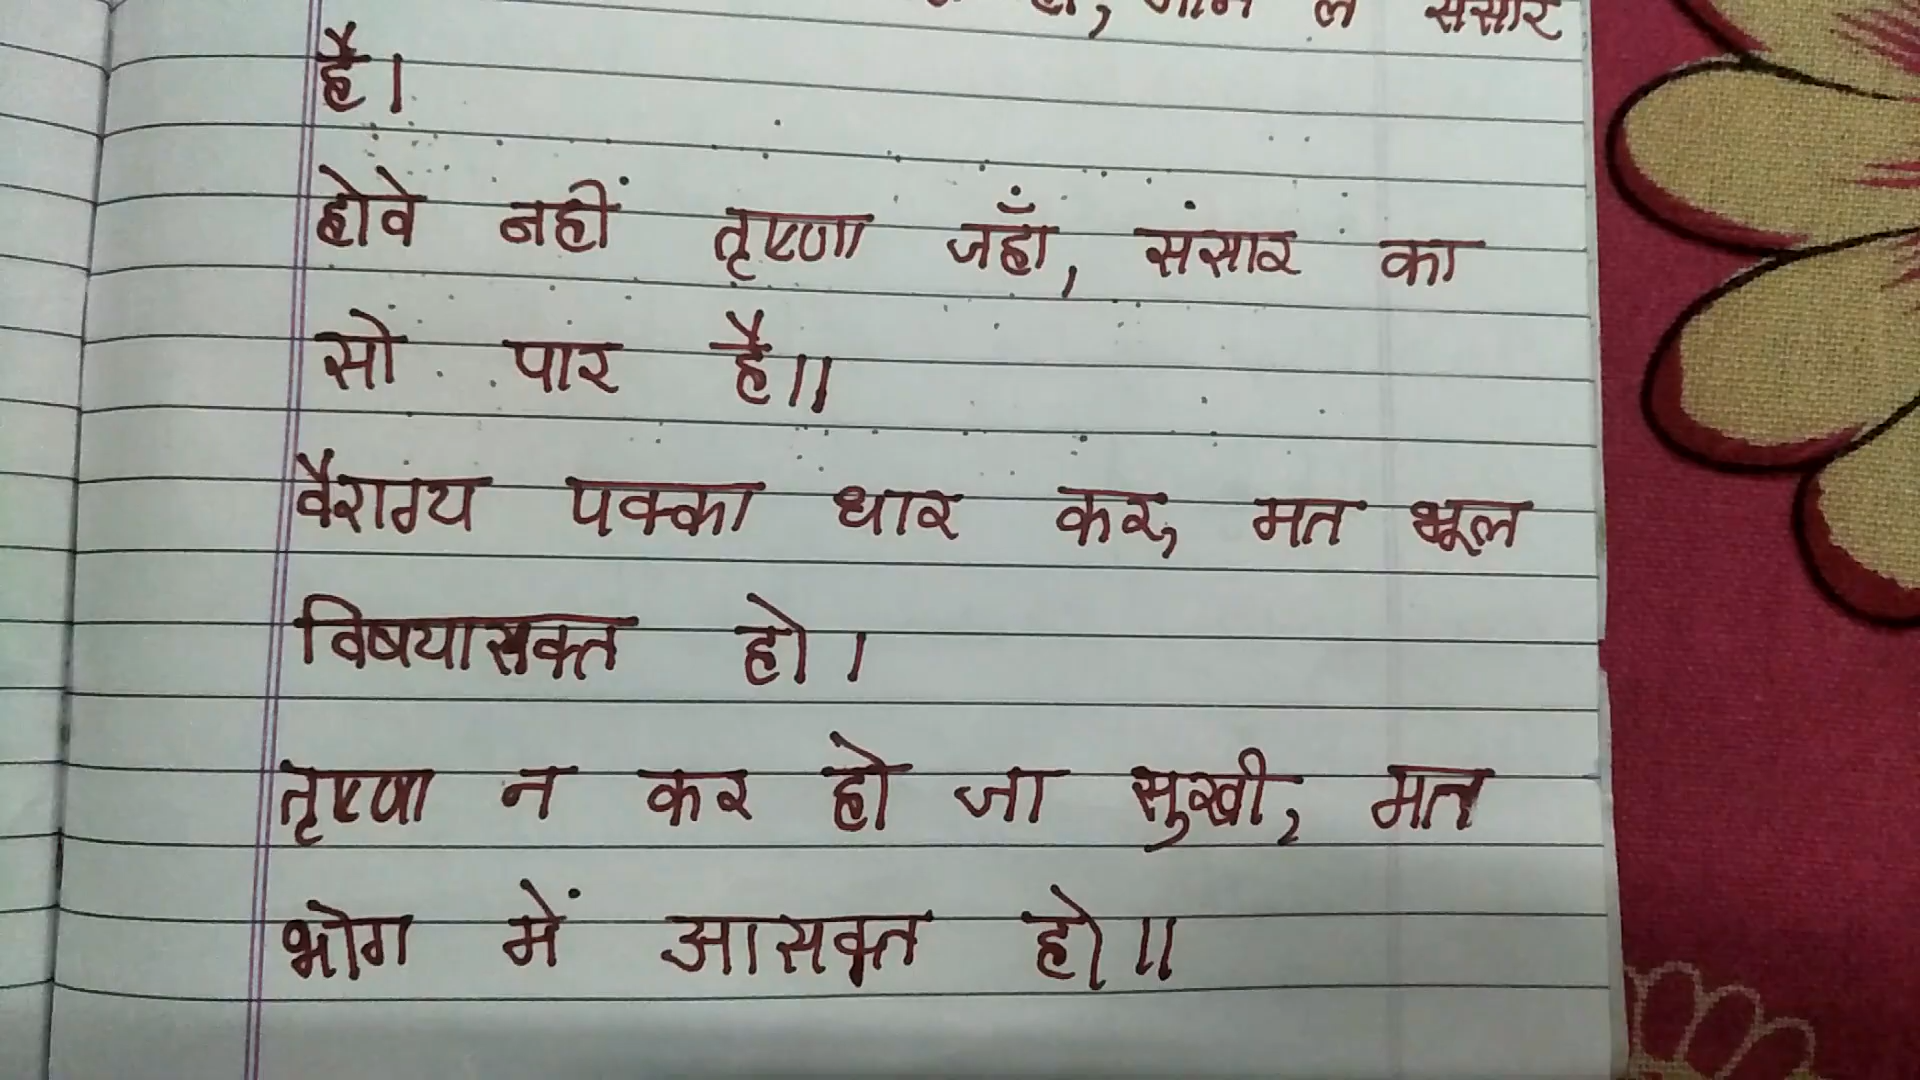 संसार
है।
होवे नहीं तृष्णा जहाँ, संसार का
सो पार है।।
वैराग्य पक्का धार कर, मत भूल
विषयासक्त हो।
तृष्णा न कर हो जा सुखी, मत
भोग में आसक्त हो।।